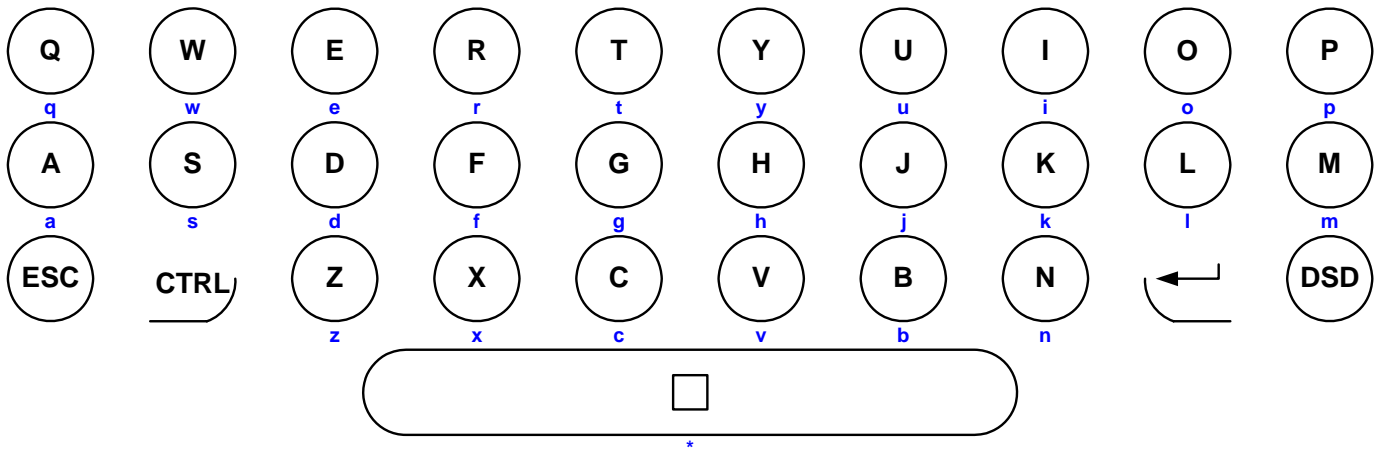 Q W E R T Y U I O P
q w e r t y u i o p
A S D F G H J K L M
a s d f g h j k l m
ESC CTRL Z X C V B N DSD
z x c v b n
*